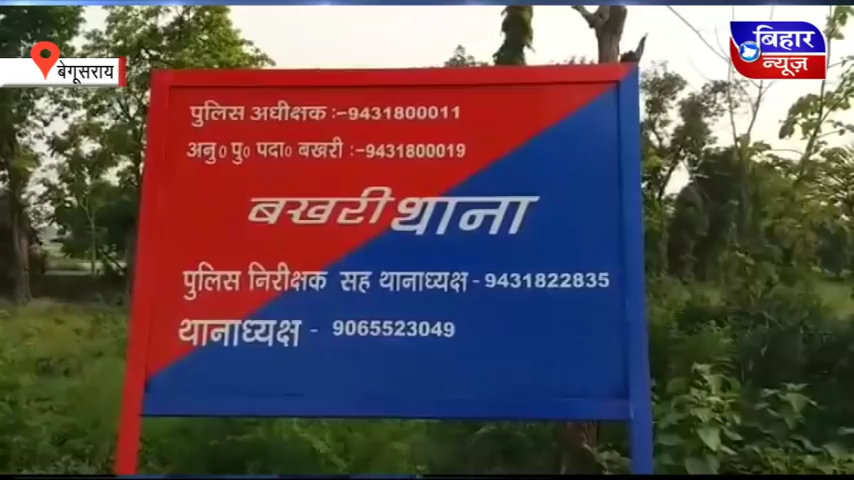 बेगूसराय
बिहार
न्यूज़
पुलिस अधीक्षक :-9431800011
अनु० पु० पदा० बखरी :-9431800019
बखरी थाना
पुलिस निरीक्षक सह थानाध्यक्ष - 9431822835
थानाध्यक्ष - 9065523049